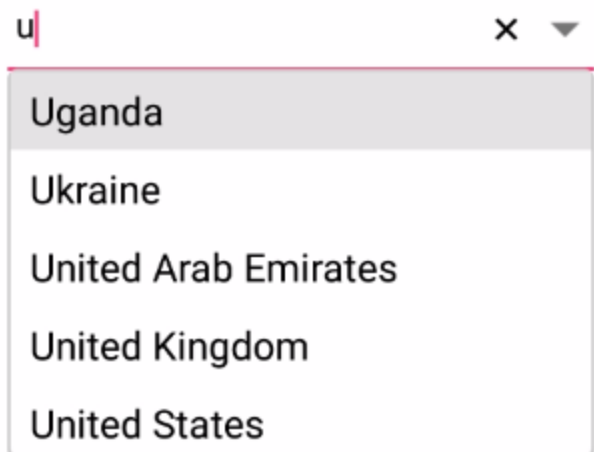 u
Uganda
Ukraine
United Arab Emirates
United Kingdom
United States